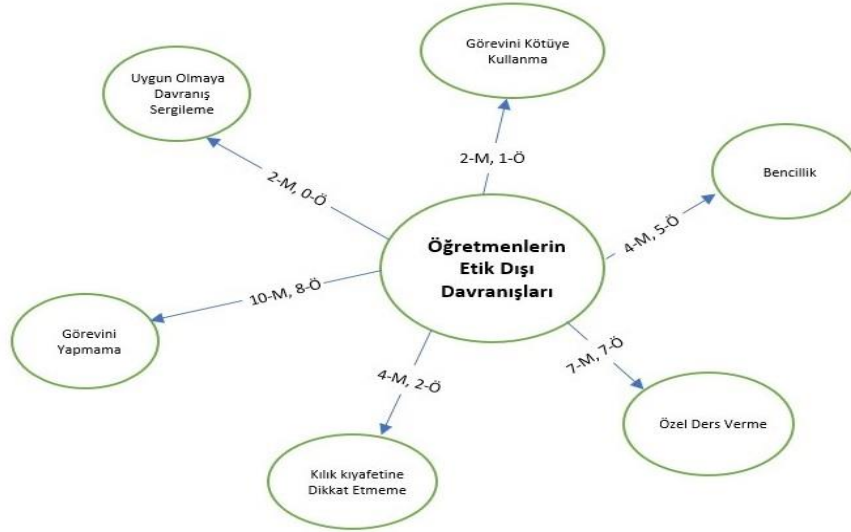 Görevini Kötüye
Kullanma
Uygun Olmaya
Davranış
Sergileme
2-M, 1-Ö
2-M, 0-Ö
Bencillik
4-M, 5-Ö
Öğretmenlerin
Etik Dışı
Davranışları
10-M, 8-Ö
Görevini
Yapmama
7-M, 7-Ö
4-M, 2-Ö
Özel Ders Verme
Kılık kıyafetine
Dikkat Etmeme